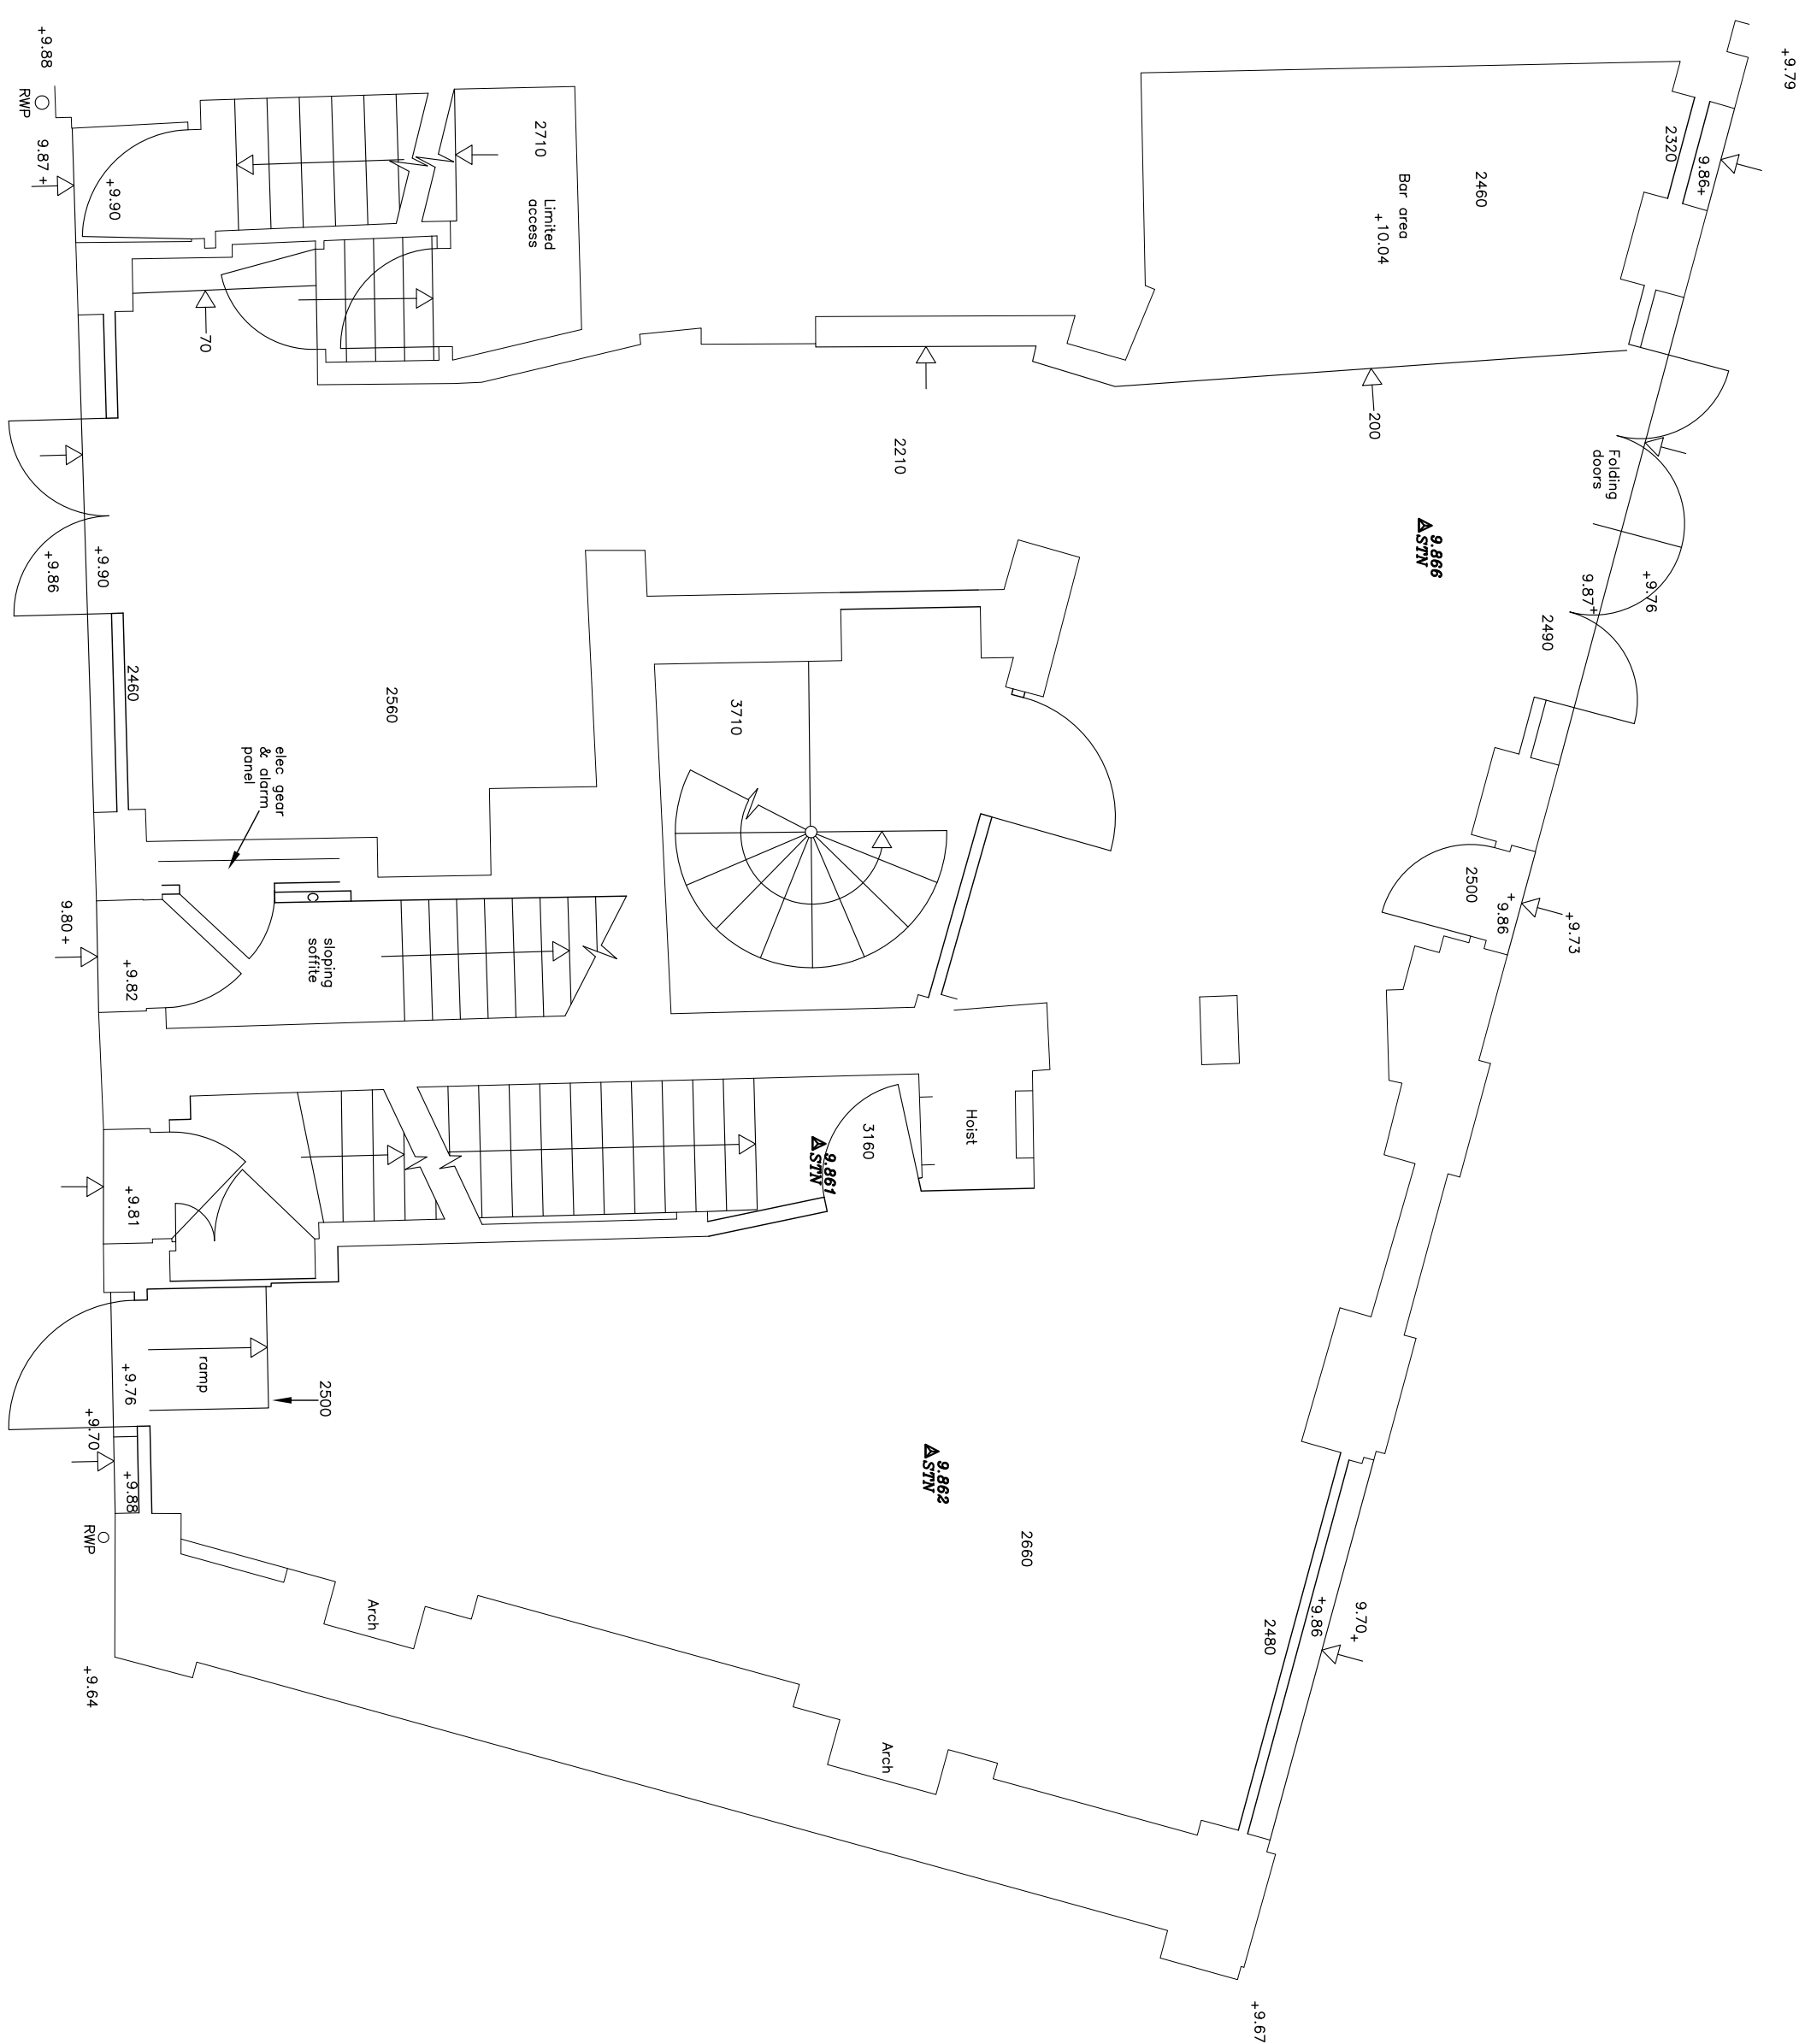 +9.79
+9.88
RWP
9.87 +
+9.90
2710
Limited
access
2460
Bar area
+10.04
2320
9.86+
70
200
2210
Folding
doors
9.866
STN
+9.76
9.87+
2490
+9.90
+9.86
2460
2560
elec gear
& alarm
panel
3710
2500
+9.86
+9.73
9.80 +
+9.82
sloping
soffite
Hoist
3160
9.861
STN
+9.81
ramp
+9.76
2500
+9.70
+9.88
RWP
9.862
STN
2660
Arch
+9.64
2480
+9.86
9.70+
Arch
+9.67